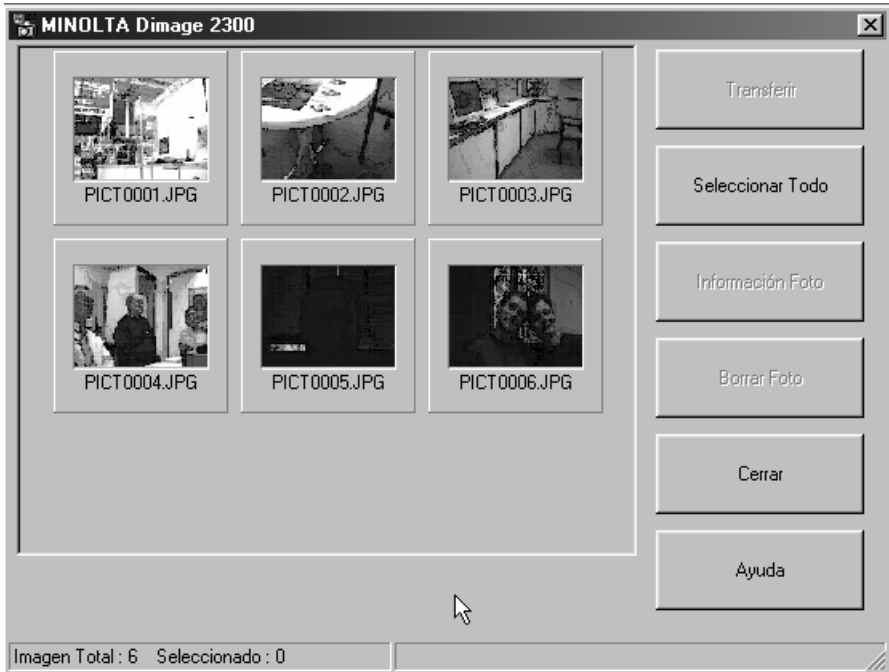 MINOLTA Dimage 2300
PICT0001.JPG
PICT0002.JPG
PICT0003.JPG
PICT0004.JPG
PICT0005.JPG
PICT0006.JPG
Transferir
Seleccionar Todo
Información Foto
Borrar Foto
Cerrar
Ayuda
Imagen Total : 6 Seleccionado : 0